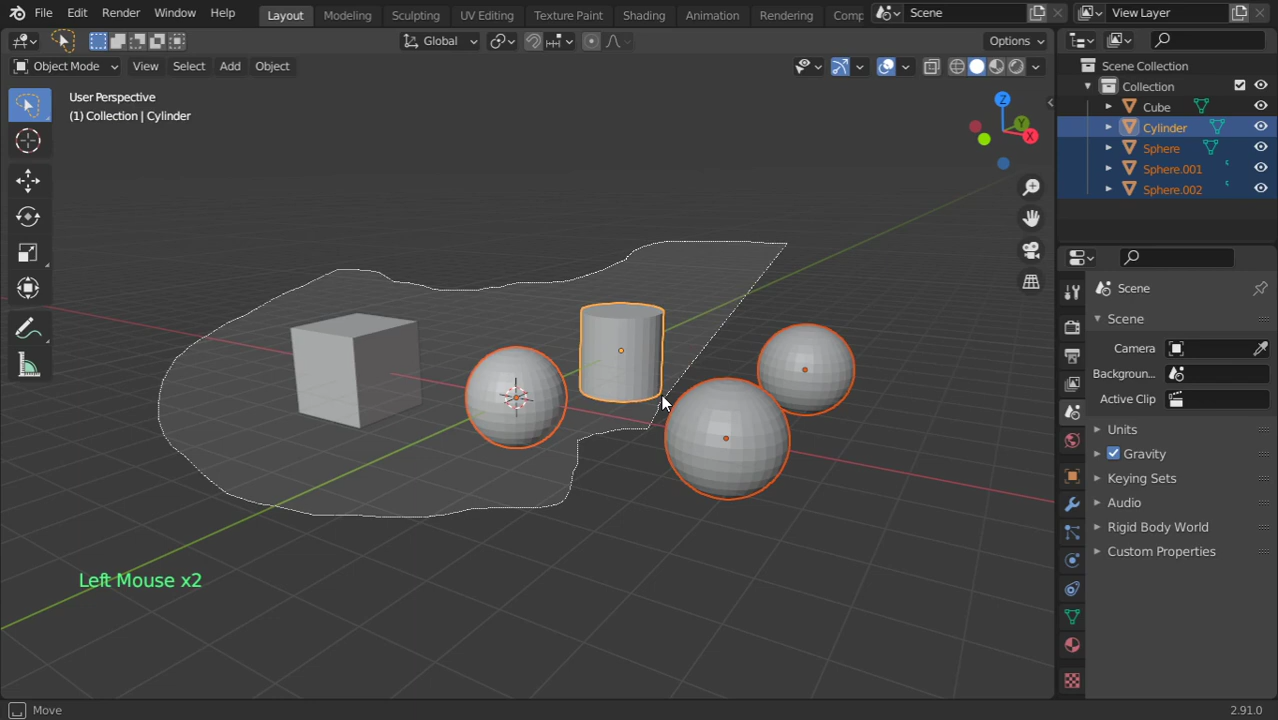 File Edit Render Window Help Layout Modeling Sculpting UV Editing Texture Paint Shading Animation Rendering Comp Scene View Layer
Global Options
Object Mode View Select Add Object
User Perspective
(1) Collection | Cylinder
Z
Y
X
Left Mouse x2
Scene Collection
Collection
Cube
Cylinder
Sphere
Sphere.001
Sphere.002
Scene
Scene
Camera
Backgroun..
Active Clip
Units
Gravity
Keying Sets
Audio
Rigid Body World
Custom Properties
Move 2.91.0